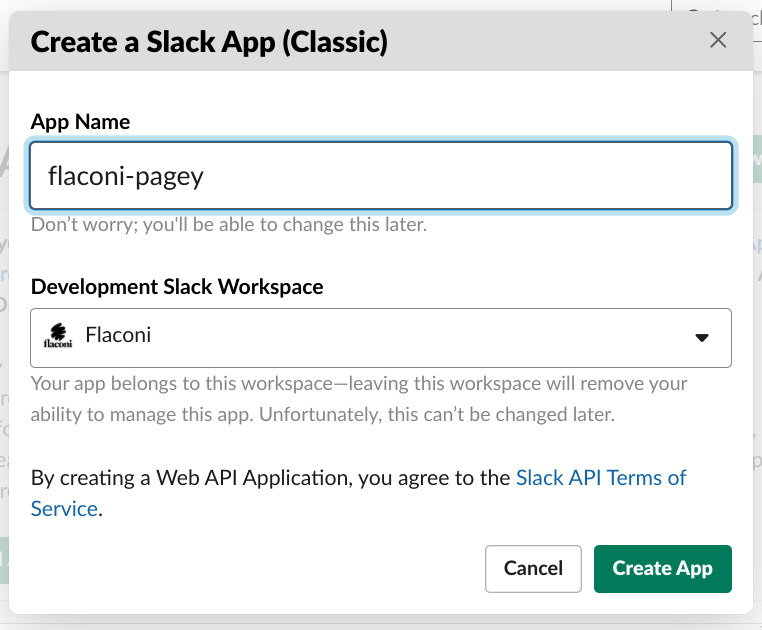 Create a Slack App (Classic)
App Name
flaconi-pagey
Don't worry; you'll be able to change this later.
Development Slack Workspace
flaconi Flaconi
Your app belongs to this workspace—leaving this workspace will remove your
ability to manage this app. Unfortunately, this can't be changed later.
By creating a Web API Application, you agree to the Slack API Terms of
Service.
Cancel Create App